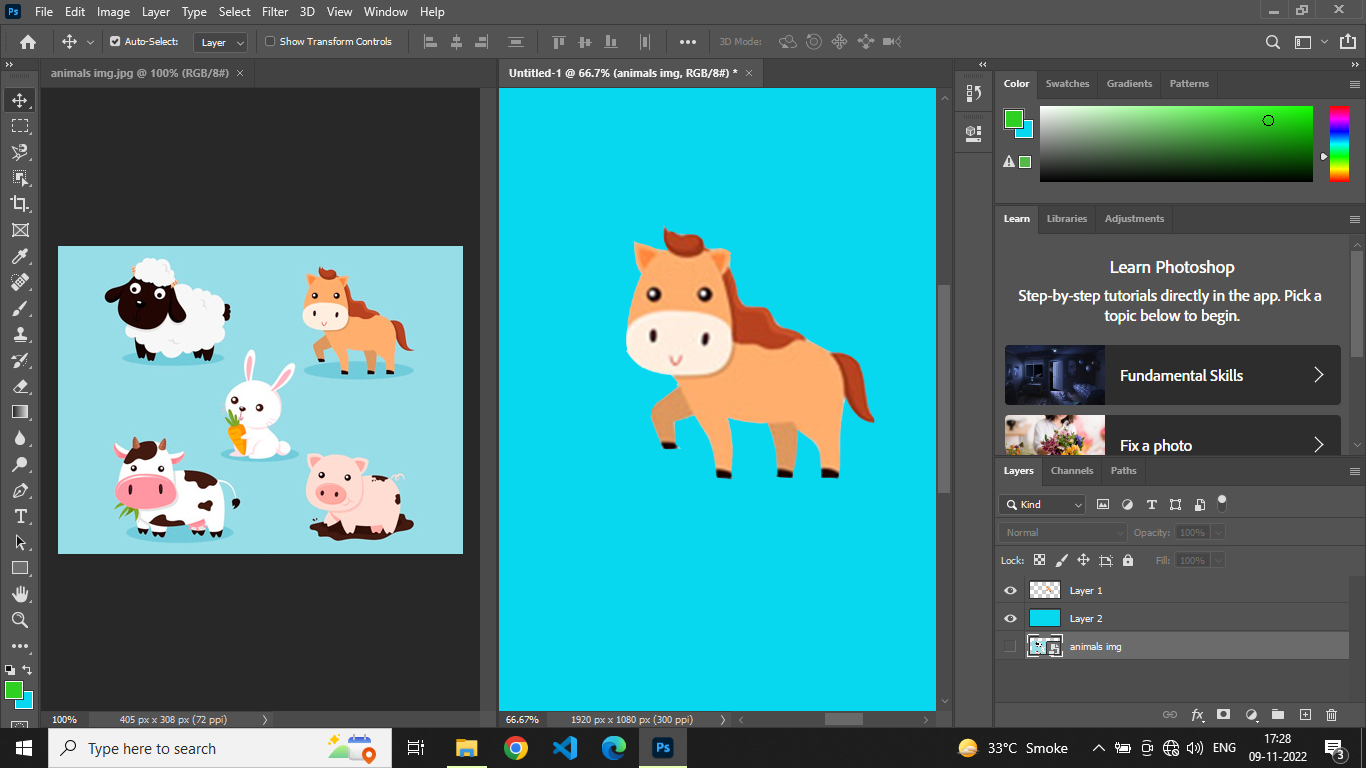 Ps File Edit Image Layer Type Select Filter 3D View Window Help
Auto-Select: Layer Show Transform Controls 3D Mode:
animals img.jpg @ 100% (RGB/8#) ×
Untitled-1 @ 66.7% (animals img, RGB/8#) * ×
Color Swatches Gradients Patterns
Learn Libraries Adjustments
Learn Photoshop
Step-by-step tutorials directly in the app. Pick a
topic below to begin.
Fundamental Skills
Fix a photo
Layers Channels Paths
Kind
Normal Opacity: 100%
Lock: Fill: 100%
Layer 1
Layer 2
animals img
fx
100% 405 px x 308 px (72 ppi)
66.67% 1920 px x 1080 px (300 ppi)
Type here to search
Ps
33°C Smoke
ENG
17:28
09-11-2022
3